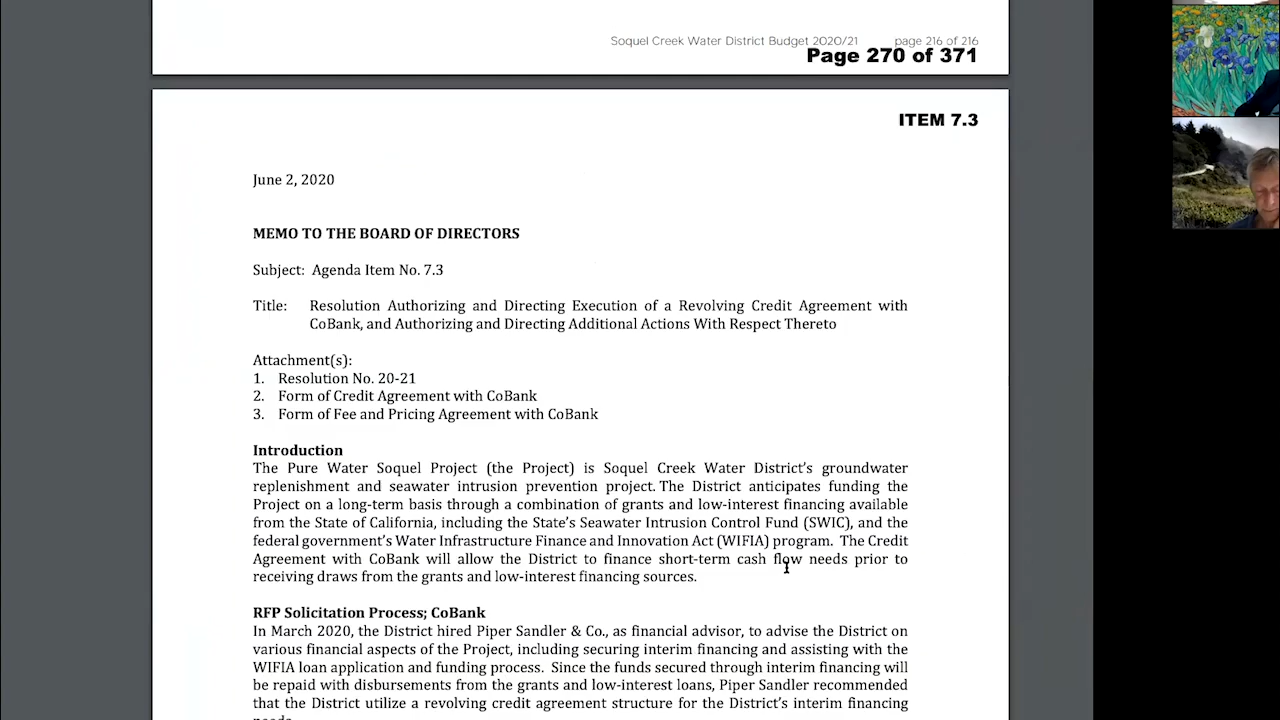 Soquel Creek Water District Budget 2020/21 page 216 of 216
Page 270 of 371
ITEM 7.3
June 2, 2020
MEMO TO THE BOARD OF DIRECTORS
Subject: Agenda Item No. 7.3
Title: Resolution Authorizing and Directing Execution of a Revolving Credit Agreement with
CoBank, and Authorizing and Directing Additional Actions With Respect Thereto
Attachment(s):
1. Resolution No. 20-21
2. Form of Credit Agreement with CoBank
3. Form of Fee and Pricing Agreement with CoBank
Introduction
The Pure Water Soquel Project (the Project) is Soquel Creek Water District's groundwater
replenishment and seawater intrusion prevention project. The District anticipates funding the
Project on a long-term basis through a combination of grants and low-interest financing available
from the State of California, including the State's Seawater Intrusion Control Fund (SWIC), and the
federal government's Water Infrastructure Finance and Innovation Act (WIFIA) program. The Credit
Agreement with CoBank will allow the District to finance short-term cash flow needs prior to
receiving draws from the grants and low-interest financing sources.
RFP Solicitation Process; CoBank
In March 2020, the District hired Piper Sandler & Co., as financial advisor, to advise the District on
various financial aspects of the Project, including securing interim financing and assisting with the
WIFIA loan application and funding process. Since the funds secured through interim financing will
be repaid with disbursements from the grants and low-interest loans, Piper Sandler recommended
that the District utilize a revolving credit agreement structure for the District's interim financing